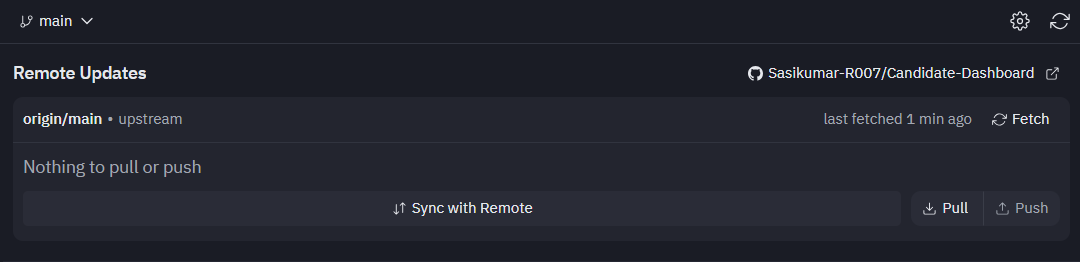 main
Remote Updates
Sasikumar-R007/Candidate-Dashboard
origin/main • upstream
last fetched 1 min ago
Fetch
Nothing to pull or push
Sync with Remote
Pull
Push